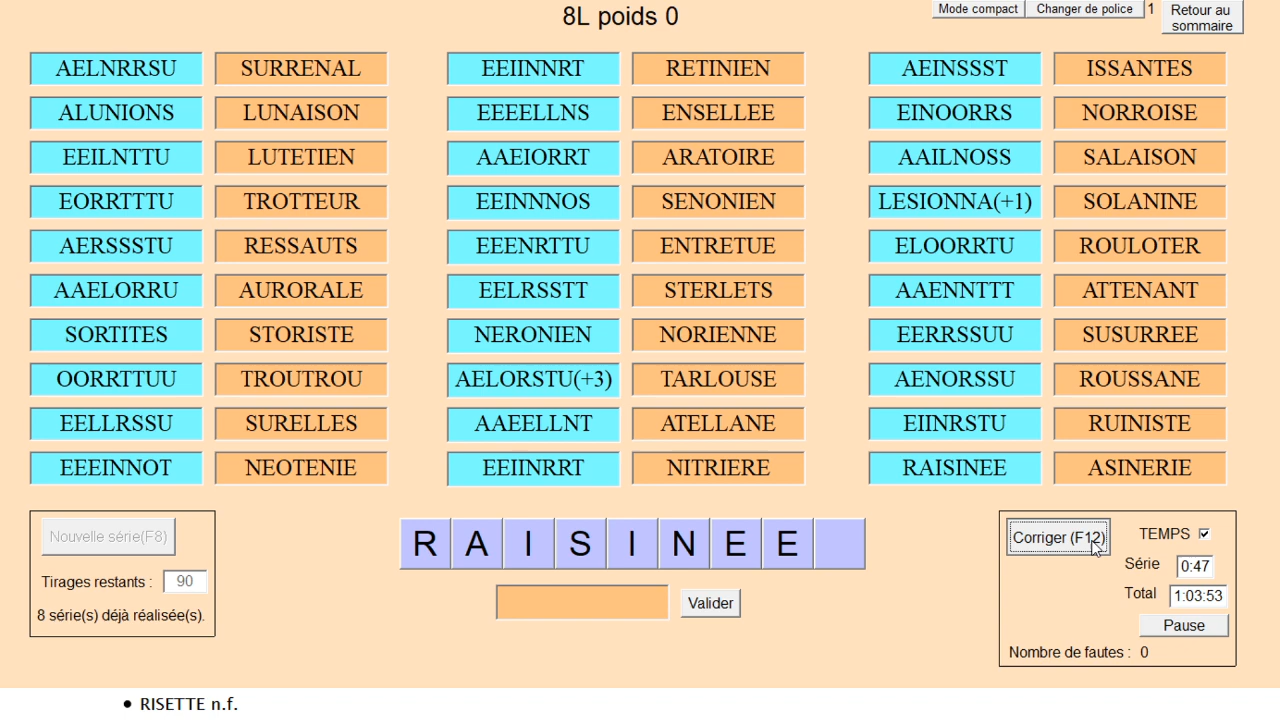 8L poids 0
Mode compact Changer de police 1 Retour au sommaire
AELNRRSU SURRENAL EEIINNRT RETINIEN AEINSSST ISSANTES
ALUNIONS LUNAISON EEEELLNS ENSELLEE EINOORRS NORROISE
EEILNTTU LUTETIEN AAEIORRT ARATOIRE AAILNOSS SALAISON
EORRTTTU TROTTEUR EEINNNOS SENONIEN LESIONNA(+1) SOLANINE
AERSSSTU RESSAUTS EEENRTTU ENTRETUE ELOORRTU ROULOTER
AAELORRU AURORALE EELRSSTT STERLETS AAENNTTT ATTENANT
SORTITES STORISTE NERONIEN NORIENNE EERRSSUU SUSURREE
OORRTTUU TROUTROU AELORSTU(+3) TARLOUSE AENORSSU ROUSSANE
EELLRSSU SURELLES AAEELLNT ATELLANE EIINRSTU RUINISTE
EEEINNOT NEOTENIE EEIINRRT NITRIERE RAISINEE ASINERIE
Nouvelle série(F8)
Tirages restants : 90
8 série(s) déjà réalisée(s).
R A I S I N E E
Valider
Corriger (F12) TEMPS
Série 0:47
Total 1:03:53
Pause
Nombre de fautes : 0
• RISETTE n.f.